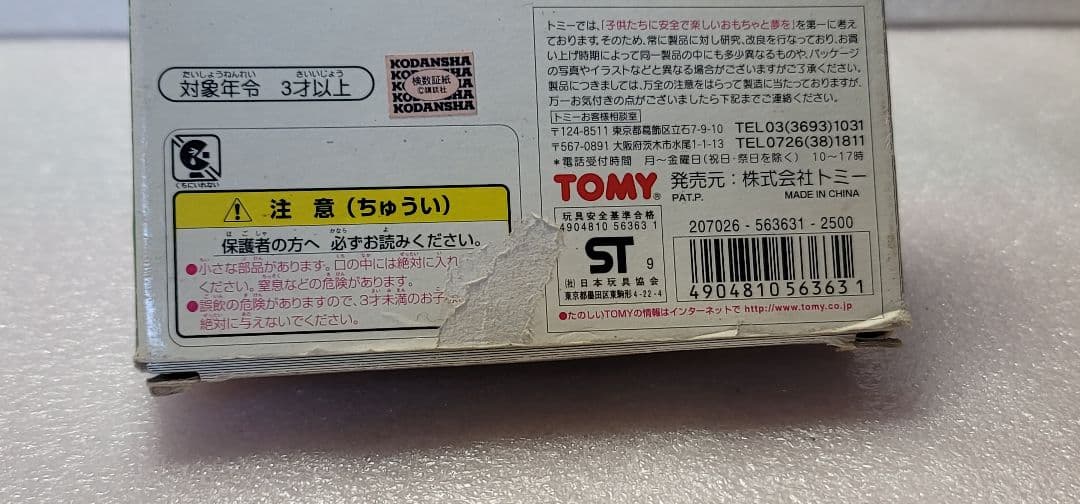 たいしょうねんれい さいいじょう
対象年令 3才以上
KODANSHA
検数証紙
©講談社
KODANSHA
くちにいれない
注 意 (ちゅうい)
保護者の方へ 必ずお読みください。
●小さな部品があります。口の中には絶対に入れ
ください。窒息などの危険があります。
●誤飲の危険がありますので、3才未満のお子
絶対に与えないでください。
トミーでは、「子供たちに安全で楽しいおもちゃと夢を」を第一に考え
ております。そのため、常に製品に対し研究、改良を行なっており、お買
い上げ時期によって同一製品の中にも多少異なるものや、パッケージ
の写真やイラストなどと異なる場合がございますがご了承ください。
製品につきましては、万全の注意をはらって製造に当たっておりますが、
万一お気付きの点がございましたら下記までご連絡ください。
トミーお客様相談室
〒124-8511 東京都葛飾区立石7-9-10 TEL03(3693)1031
〒567-0891 大阪府茨木市水尾1-1-13 TEL0726(38)1811
*電話受付時間 月~金曜日(祝日・祭日を除く) 10~17時
TOMY® 発売元:株式会社トミー
PAT.P. MADE IN CHINA
玩具安全基準合格
4904810 56363 1
ST 9
(社)日本玩具協会
東京都墨田区東駒形4-22-4
207026-563631-2500
4904810563631
●たのしいTOMYの情報はインターネットで http://www.tomy.co.jp